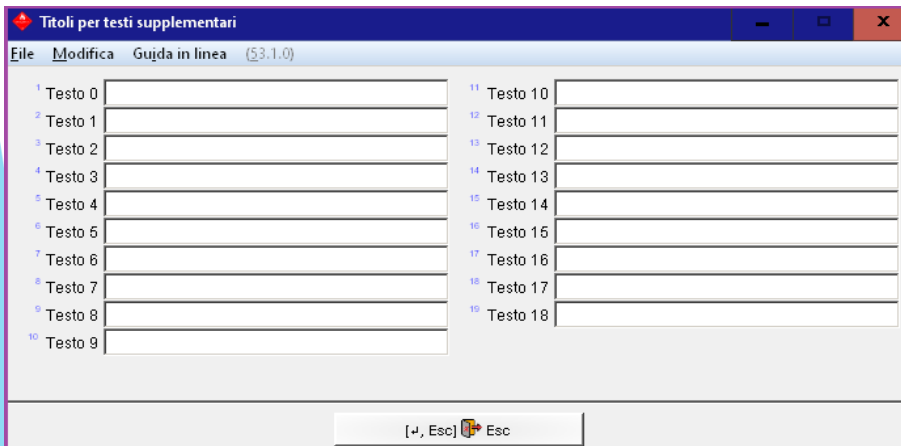 Titoli per testi supplementari
File Modifica Guida in linea (53.1.0)
1 Testo 0
2 Testo 1
3 Testo 2
4 Testo 3
5 Testo 4
6 Testo 5
7 Testo 6
8 Testo 7
9 Testo 8
10 Testo 9
11 Testo 10
12 Testo 11
13 Testo 12
14 Testo 13
15 Testo 14
16 Testo 15
17 Testo 16
18 Testo 17
19 Testo 18
[↵, Esc] Esc